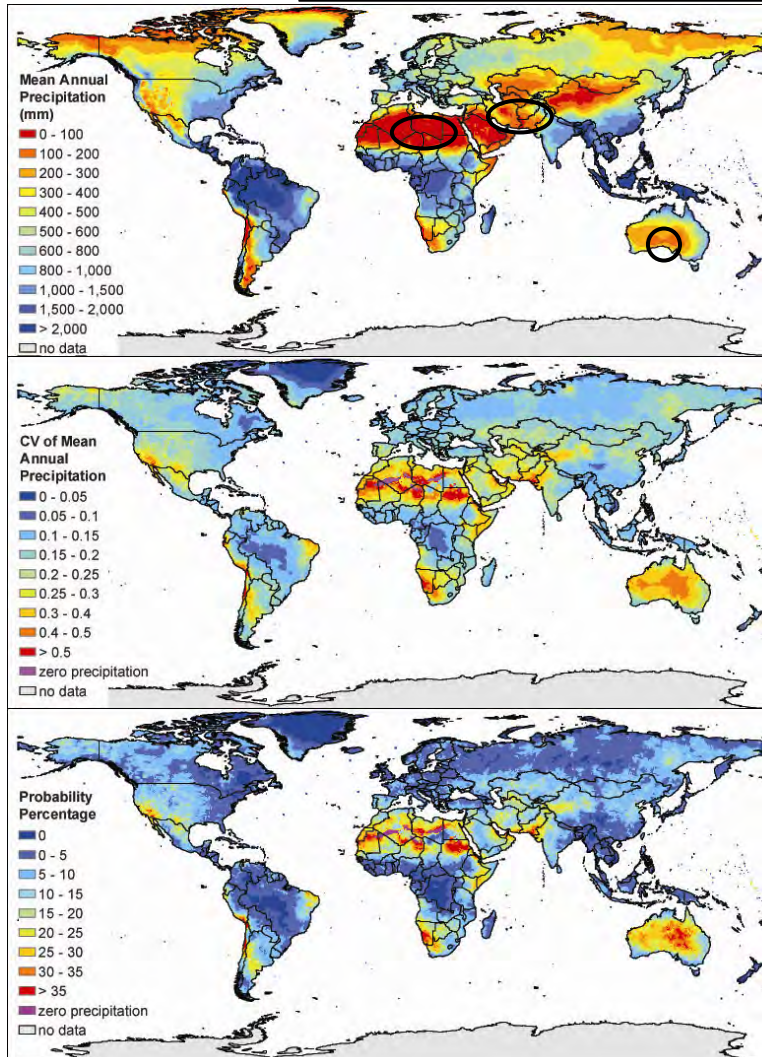 Mean Annual
Precipitation
(mm)
0 - 100
100 - 200
200 - 300
300 - 400
400 - 500
500 - 600
600 - 800
800 - 1,000
1,000 - 1,500
1,500 - 2,000
> 2,000
no data
CV of Mean
Annual
Precipitation
0 - 0.05
0.05 - 0.1
0.1 - 0.15
0.15 - 0.2
0.2 - 0.25
0.25 - 0.3
0.3 - 0.4
0.4 - 0.5
> 0.5
zero precipitation
no data
Probability
Percentage
0
0 - 5
5 - 10
10 - 15
15 - 20
20 - 25
25 - 30
30 - 35
> 35
zero precipitation
no data